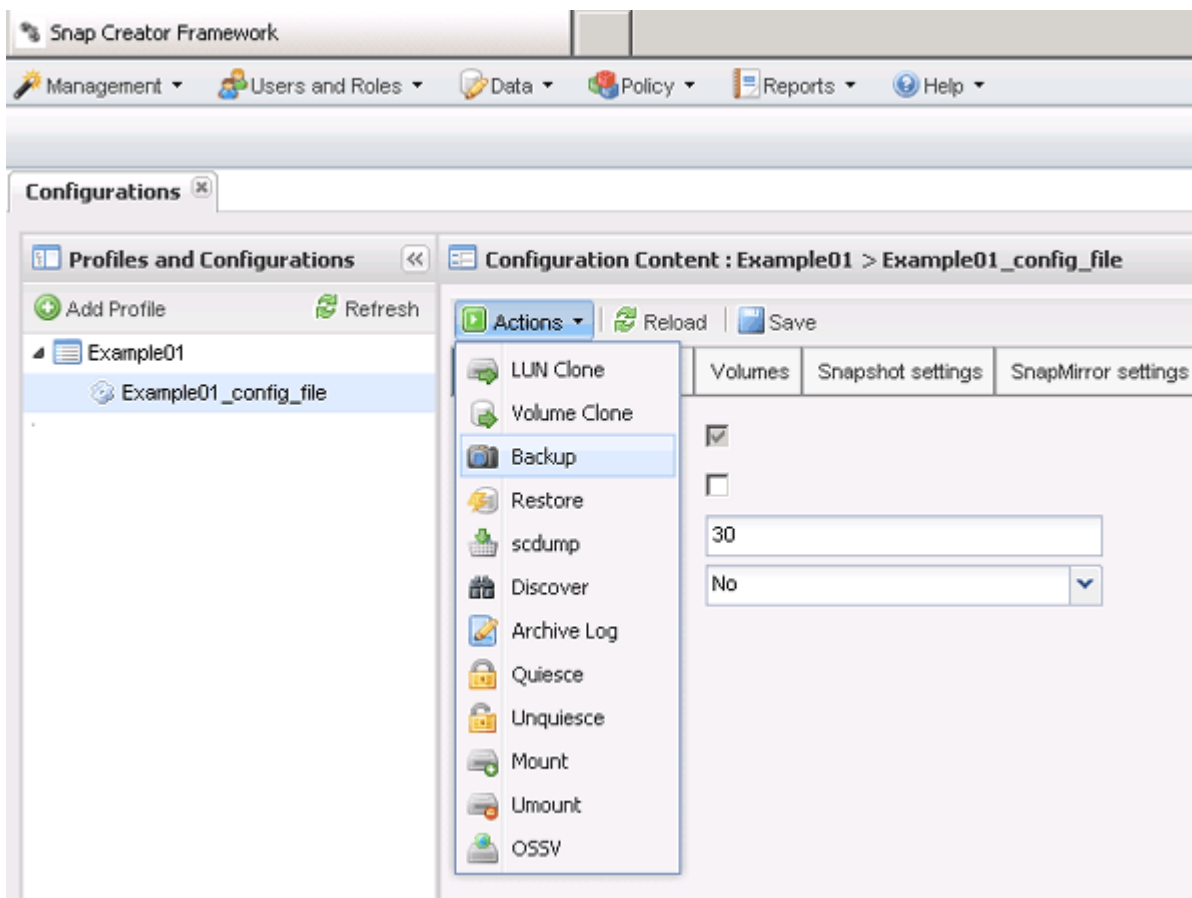 Snap Creator Framework
Management Users and Roles Data Policy Reports Help
Configurations
Profiles and Configurations
Add Profile Refresh
Example01
Example01_config_file
Configuration Content : Example01 > Example01_config_file
Actions Reload Save
Volumes Snapshot settings SnapMirror settings
LUN Clone
Volume Clone
Backup
Restore
scdump
Discover
Archive Log
Quiesce
Unquiesce
Mount
Umount
OSSV
30
No